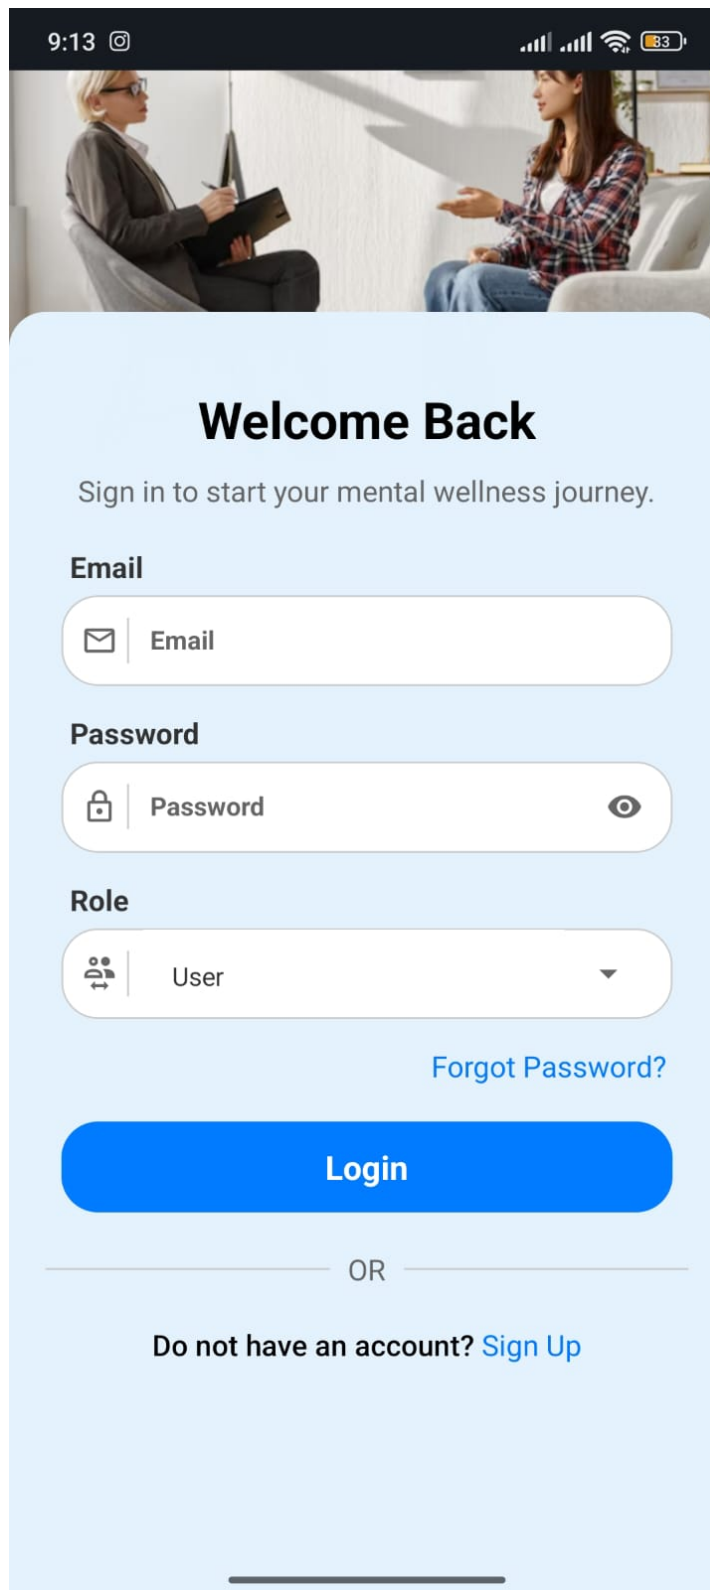 9:13
33
Welcome Back
Sign in to start your mental wellness journey.
Email
Email
Password
Password
Role
User
Forgot Password?
Login
OR
Do not have an account? Sign Up